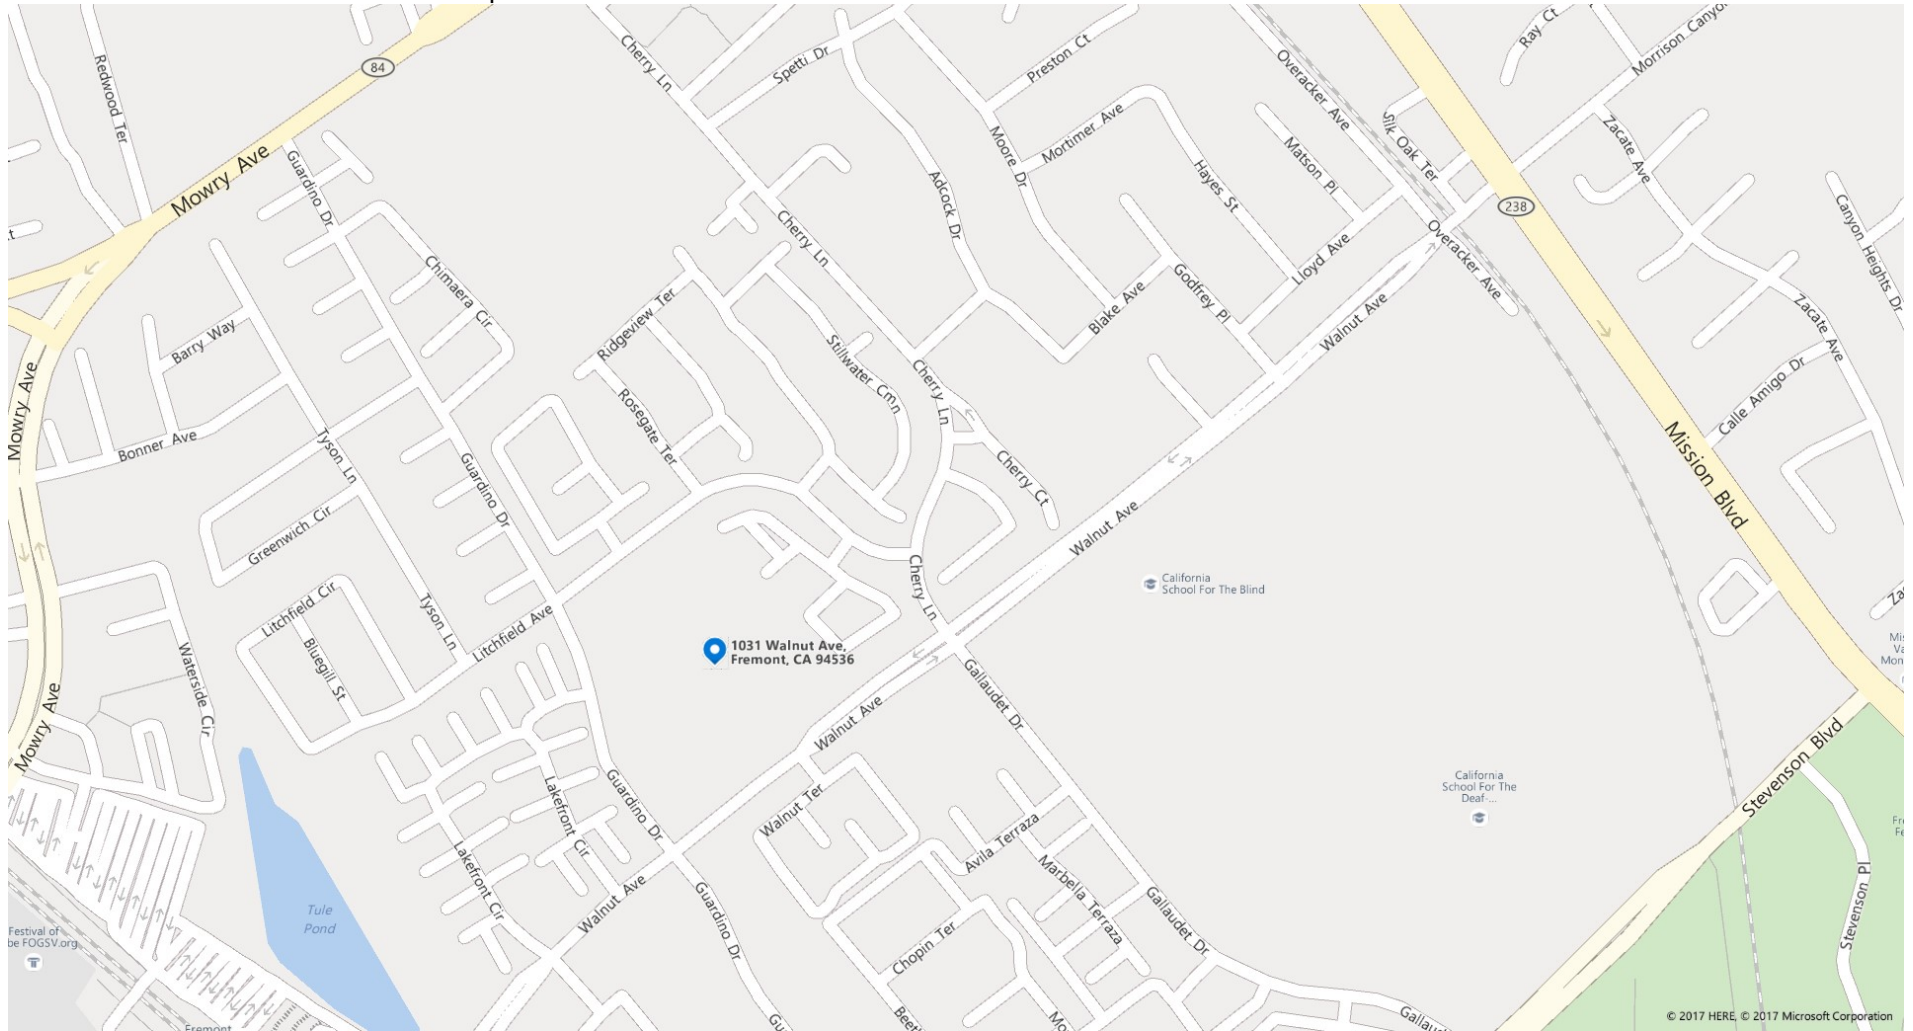 Redwood Ter
84
Cherry Ln
Spetti Dr
Preston Ct
Overacker Ave
Ray Ct
Morrison Canyo
Mowry Ave
Guardino Dr
Moore Dr
Mortimer Ave
Matson Pl
Silk Oak Ter
Zacate Ave
Adcock Dr
Hayes St
238
Canyon Heights Dr
Cherry Ln
Chimaera Cir
Lloyd Ave
Overacker Ave
Godfrey Pl
Blake Ave
Walnut Ave
Zacate Ave
Barry Way
Ridgeview Ter
Stillwater Cmn
Cherry Ln
Calle Amigo Dr
Mowry Ave
Rosegate Ter
Bonner Ave
Tyson Ln
Guardino Dr
Cherry Ct
Mission Blvd
Greenwich Cir
Walnut Ave
Litchfield Cir
Cherry Ln
California
School For The Blind
Bluegill St
Tyson Ln
Litchfield Ave
1031 Walnut Ave,
Fremont, CA 94536
Waterside Cir
Gallaudet Dr
Mowry Ave
Walnut Ave
Stevenson Blvd
Lakefront Cir
Guardino Dr
Walnut Ter
California
School For The
Deaf-...
Avila Terraza
Lakefront Cir
Marbella Terraza
Walnut Ave
Guardino Dr
Gallaudet Dr
Stevenson Pl
Tule
Pond
Festival of
be FOGSV.org
Chopin Ter
Fremont
© 2017 HERE, © 2017 Microsoft Corporation